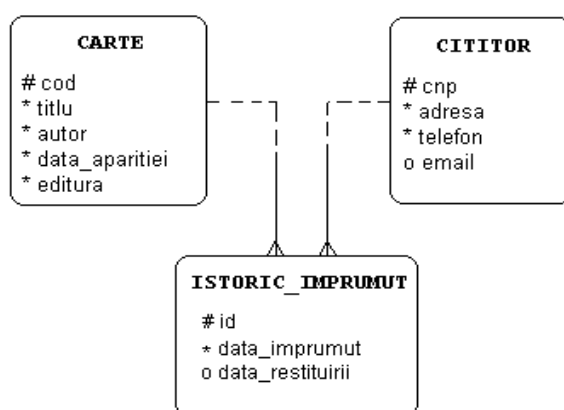 CARTE
# cod
* titlu
* autor
* data_aparitiei
* editura
CITITOR
# cnp
* adresa
* telefon
o email
ISTORIC_IMPRUMUT
# id
* data_imprumut
o data_restituirii